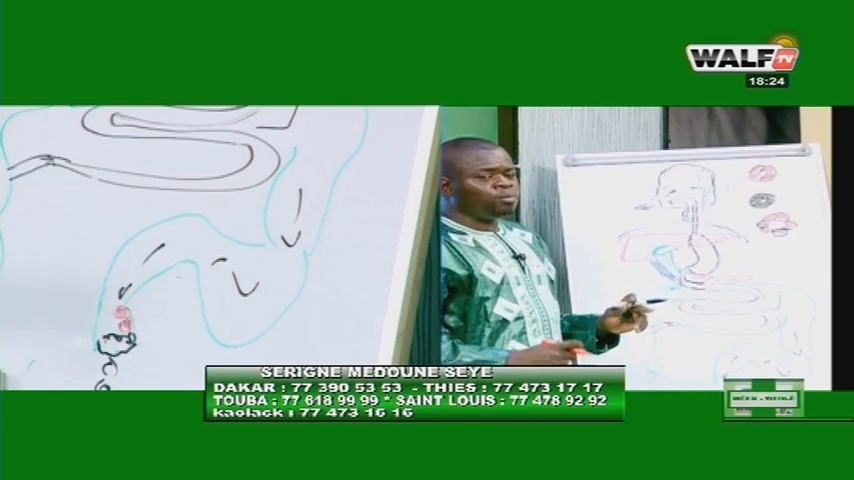 WALF TV
18:24
SERIGNE MEDOUNE SEYE
DAKAR : 77 390 53 53 - THIES : 77 473 17 17
TOUBA : 77 618 99 99 * SAINT LOUIS : 77 478 92 92
kaolack : 77 473 16 16